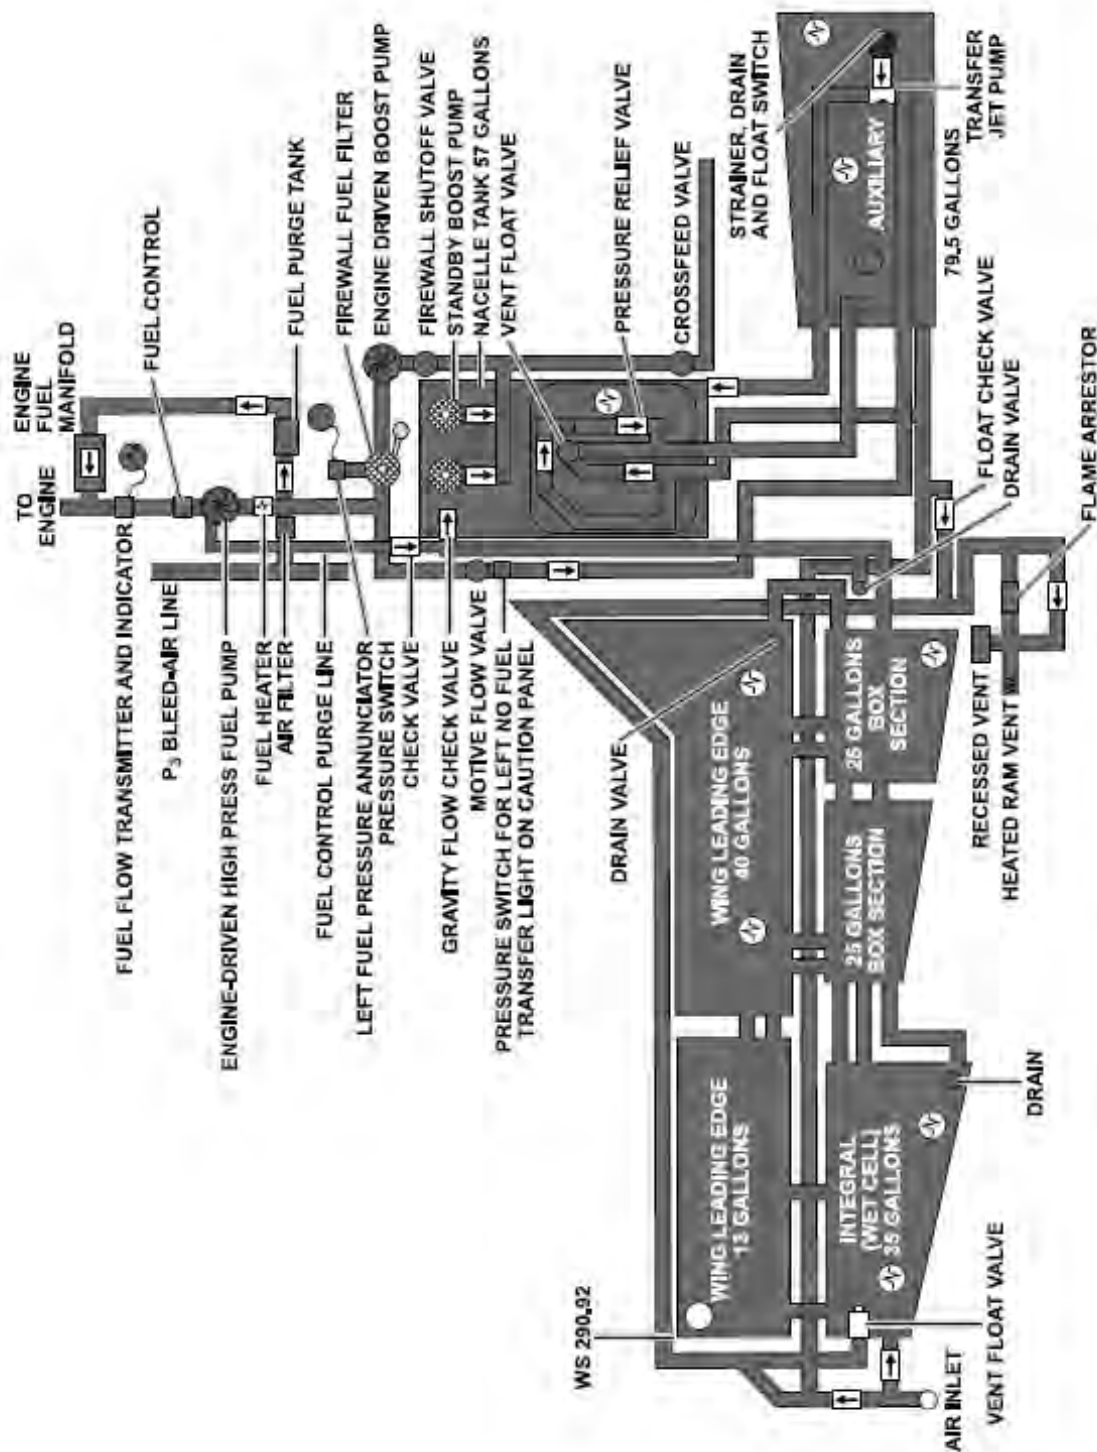 TO
ENGINE
ENGINE
FUEL
MANIFOLD
FUEL FLOW TRANSMITTER AND INDICATOR
P3 BLEED-AIR LINE
ENGINE-DRIVEN HIGH PRESS FUEL PUMP
FUEL HEATER
AIR FILTER
FUEL CONTROL PURGE LINE
LEFT FUEL PRESSURE ANNUNCIATOR
PRESSURE SWITCH
CHECK VALVE
GRAVITY FLOW CHECK VALVE
MOTIVE FLOW VALVE
PRESSURE SWITCH FOR LEFT NO FUEL
TRANSFER LIGHT ON CAUTION PANEL
FUEL CONTROL
FUEL PURGE TANK
FIREWALL FUEL FILTER
ENGINE DRIVEN BOOST PUMP
FIREWALL SHUTOFF VALVE
STANDBY BOOST PUMP
NACELLE TANK 57 GALLONS
VENT FLOAT VALVE
PRESSURE RELIEF VALVE
CROSSFEED VALVE
STRAINER, DRAIN
AND FLOAT SWITCH
AUXILIARY
79.5 GALLONS
TRANSFER
JET PUMP
FLOAT CHECK VALVE
DRAIN VALVE
FLAME ARRESTOR
DRAIN VALVE
WING LEADING EDGE
40 GALLONS
25 GALLONS
BOX
SECTION
25 GALLONS
BOX SECTION
RECESSED VENT
HEATED RAM VENT
WING LEADING EDGE
13 GALLONS
INTEGRAL
(WET CELL)
35 GALLONS
DRAIN
WS 290.92
AIR INLET
VENT FLOAT VALVE